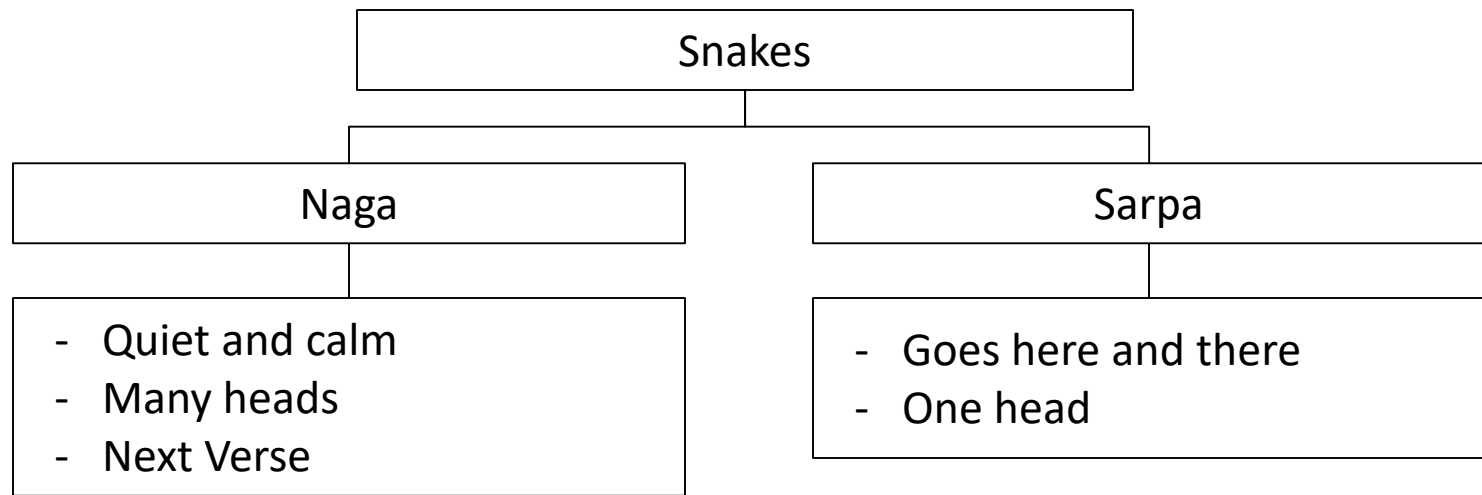 Snakes
Naga
Sarpa
- Quiet and calm
- Many heads
- Next Verse
- Goes here and there
- One head